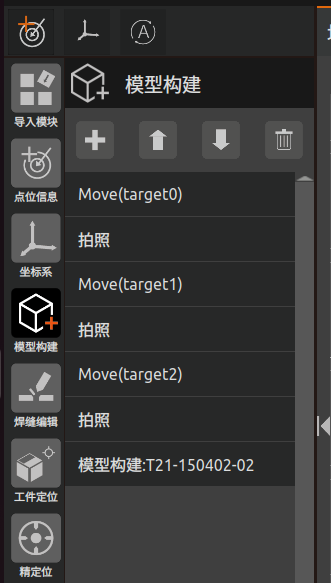 A
导入模块
点位信息
坐标系
模型构建
焊缝编辑
工件定位
精定位
模型构建
Move(target0)
拍照
Move(target1)
拍照
Move(target2)
拍照
模型构建:T21-150402-02